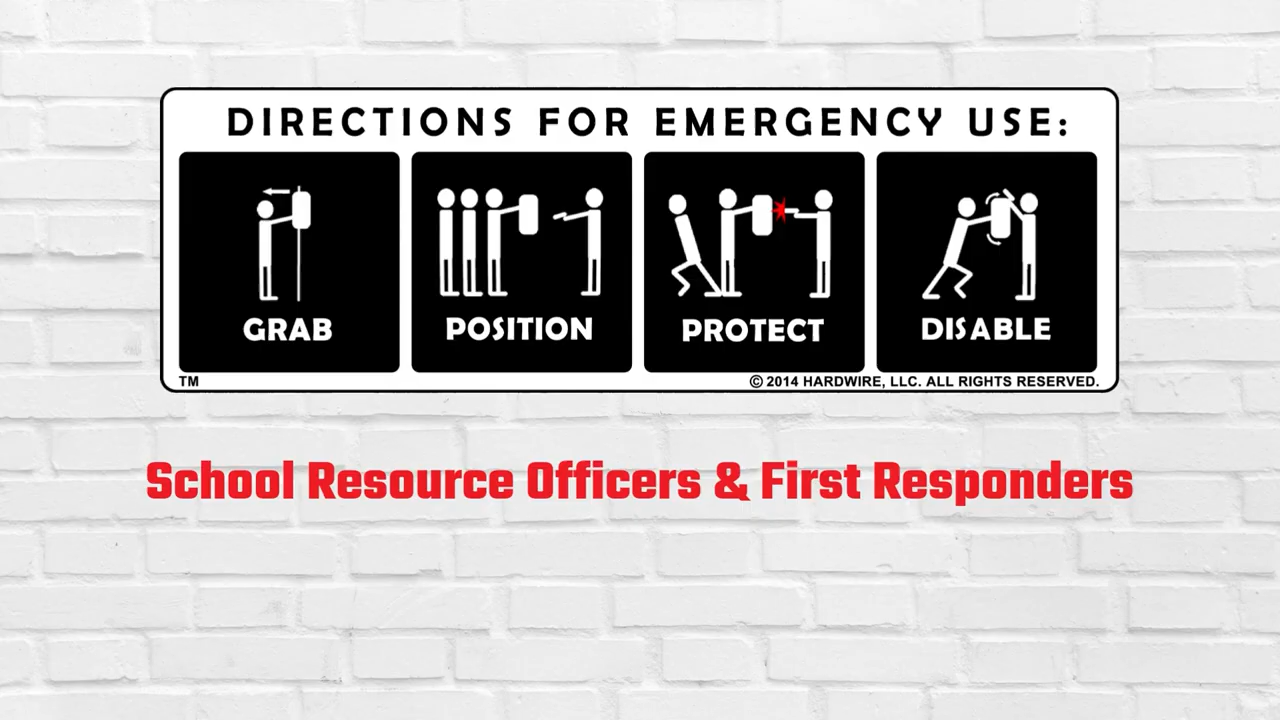 DIRECTIONS FOR EMERGENCY USE:
GRAB
POSITION
PROTECT
DISABLE
TM
© 2014 HARDWIRE, LLC. ALL RIGHTS RESERVED.
School Resource Officers & First Responders